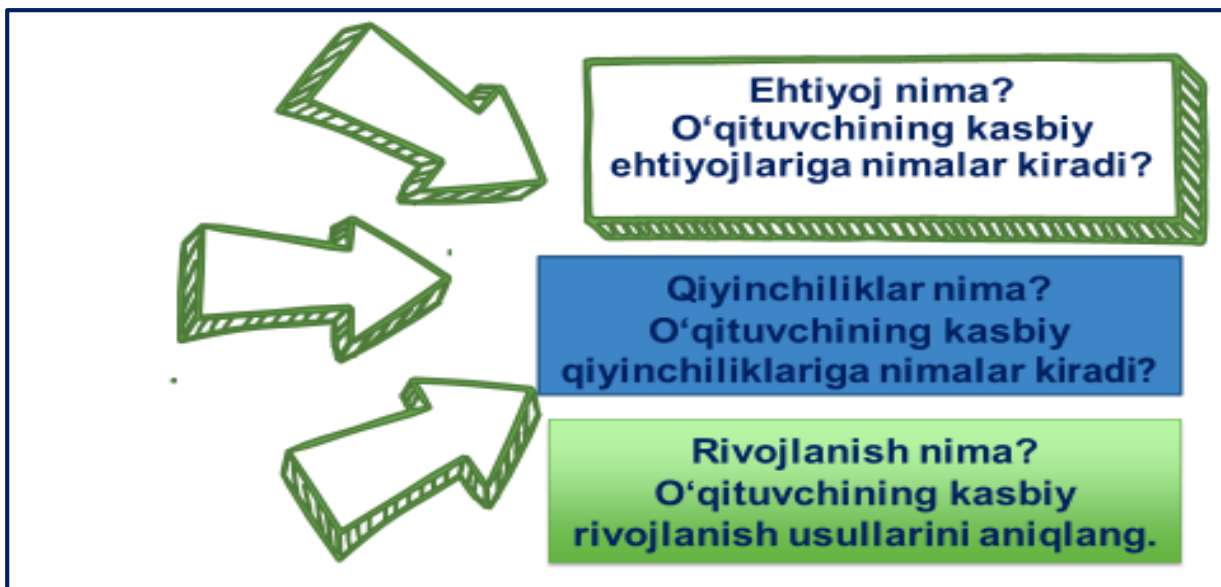 Ehtiyoj nima?
O‘qituvchining kasbiy
ehtiyojlariga nimalar kiradi?
Qiyinchiliklar nima?
O‘qituvchining kasbiy
qiyinchiliklariga nimalar kiradi?
Rivojlanish nima?
O‘qituvchining kasbiy
rivojlanish usullarini aniqlang.